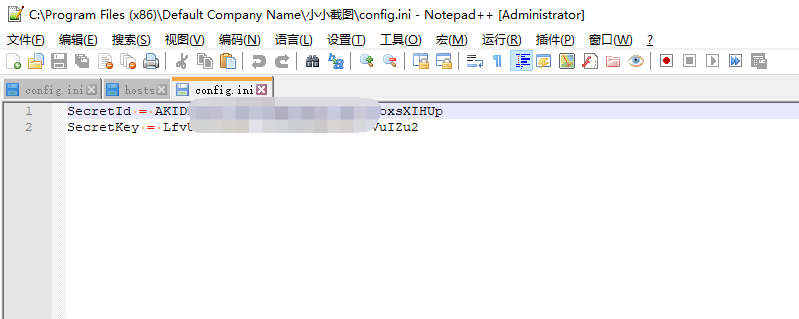 C:\Program Files (x86)\Default Company Name\小小截图\config.ini - Notepad++ [Administrator]
文件(F) 编辑(E) 搜索(S) 视图(V) 编码(N) 语言(L) 设置(T) 工具(O) 宏(M) 运行(R) 插件(P) 窗口(W) ?
config.ini hosts config.ini
1 SecretId = AKID oxsXIHUp
2 SecretKey = Lfv VuIZu2